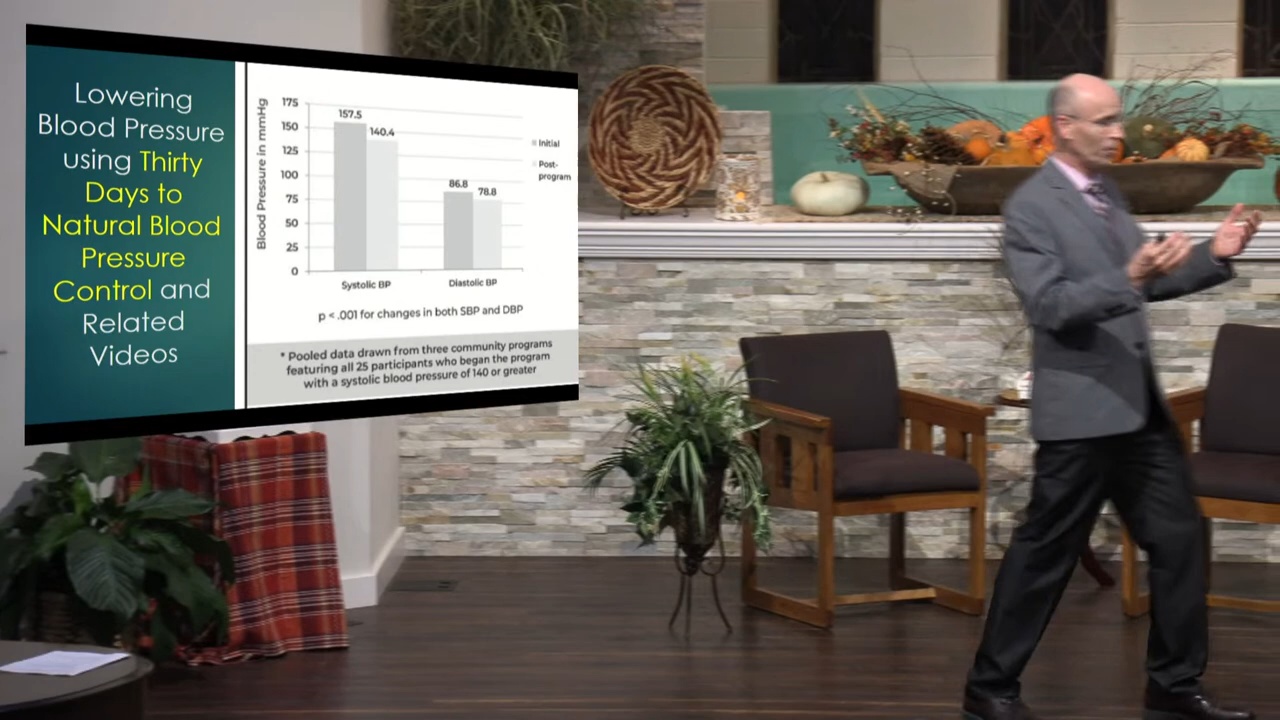 Lowering
Blood Pressure
using Thirty
Days to
Natural Blood
Pressure
Control and
Related
Videos
Blood Pressure in mmHg
175
150
125
100
75
50
25
0
157.5
140.4
86.8
78.8
Initial
Post-
program
Systolic BP
Diastolic BP
p < .001 for changes in both SBP and DBP
* Pooled data drawn from three community programs
featuring all 25 participants who began the program
with a systolic blood pressure of 140 or greater